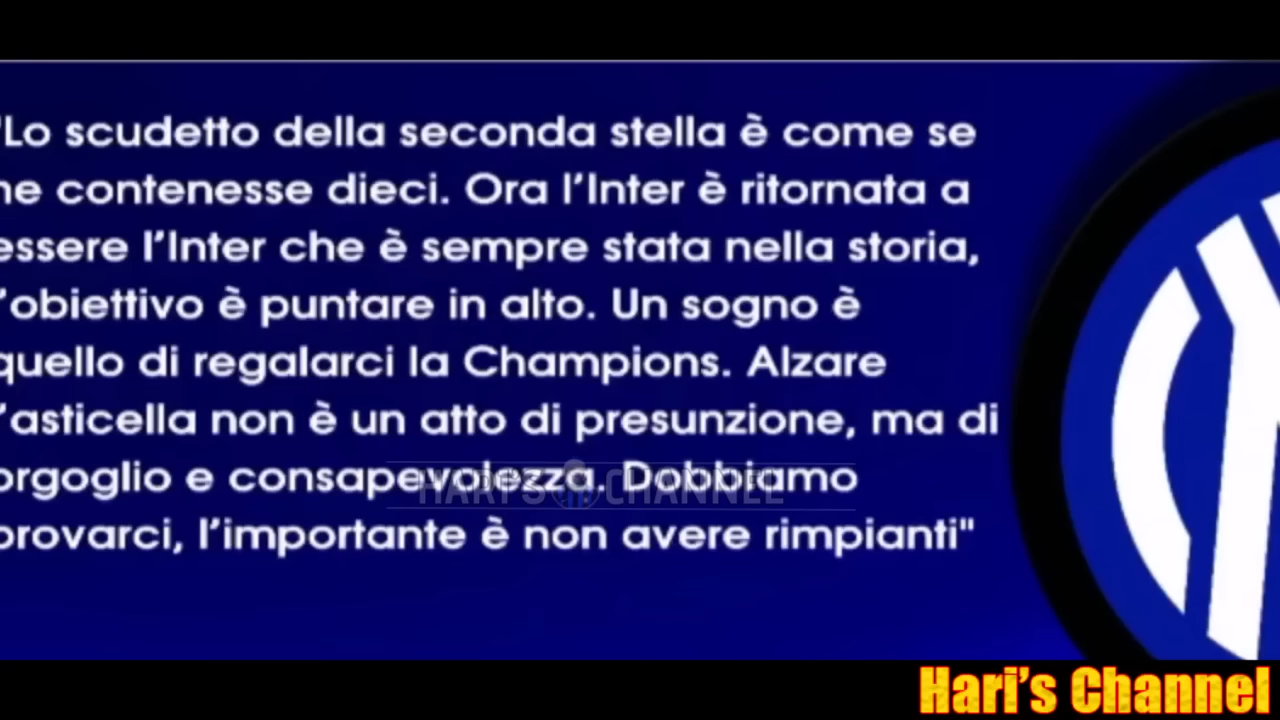 "Lo scudetto della seconda stella è come se
ne contenesse dieci. Ora l'Inter è ritornata a
essere l'Inter che è sempre stata nella storia,
l'obiettivo è puntare in alto. Un sogno è
quello di regalarci la Champions. Alzare
l'asticella non è un atto di presunzione, ma di
orgoglio e consapevolezza. Dobbiamo
provarci, l'importante è non avere rimpianti"
HARI'S CHANNEL
Hari's Channel